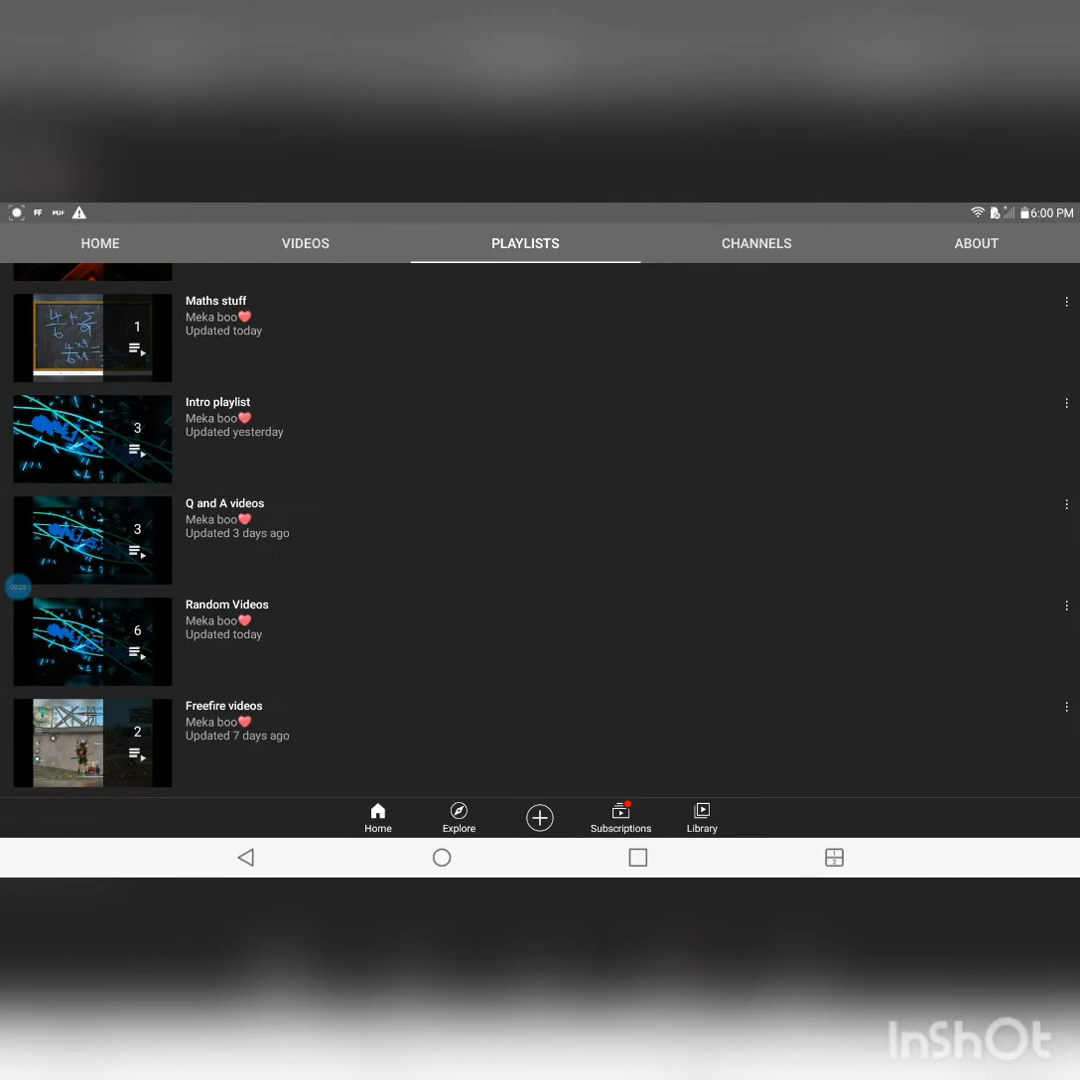 FF PDF 6:00 PM
HOME VIDEOS PLAYLISTS CHANNELS ABOUT
1
Maths stuff
Meka boo❤️
Updated today
3
Intro playlist
Meka boo❤️
Updated yesterday
3
Q and A videos
Meka boo❤️
Updated 3 days ago
6
Random Videos
Meka boo❤️
Updated today
2
Freefire videos
Meka boo❤️
Updated 7 days ago
Home Explore Subscriptions Library
InShOt